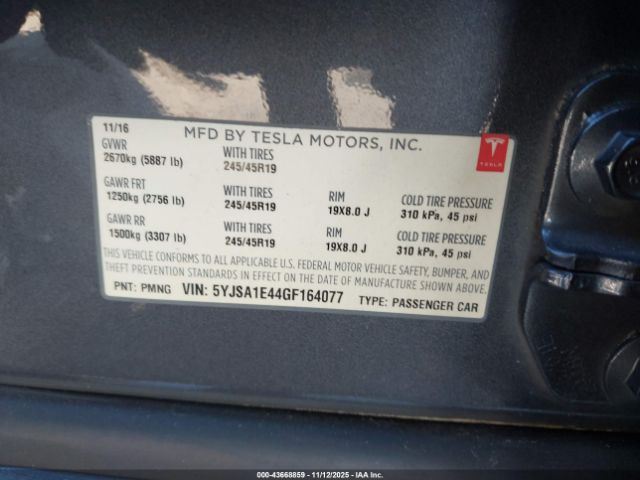 11/16
MFD BY TESLA MOTORS, INC.
TESLA
GVWR
2670kg (5887 lb)
WITH TIRES
245/45R19
GAWR FRT
1250kg (2756 lb)
WITH TIRES
245/45R19
RIM
19X8.0 J
COLD TIRE PRESSURE
310 kPa, 45 psi
GAWR RR
1500kg (3307 lb)
WITH TIRES
245/45R19
RIM
19X8.0 J
COLD TIRE PRESSURE
310 kPa, 45 psi
THIS VEHICLE CONFORMS TO ALL APPLICABLE U.S. FEDERAL MOTOR VEHICLE SAFETY, BUMPER, AND
THEFT PREVENTION STANDARDS IN EFFECT ON THE DATE OF MANUFACTURE SHOWN ABOVE.
PNT: PMNG VIN: 5YJSA1E44GF164077 TYPE: PASSENGER CAR
000-43668859 - 11/12/2025 - IAA Inc.